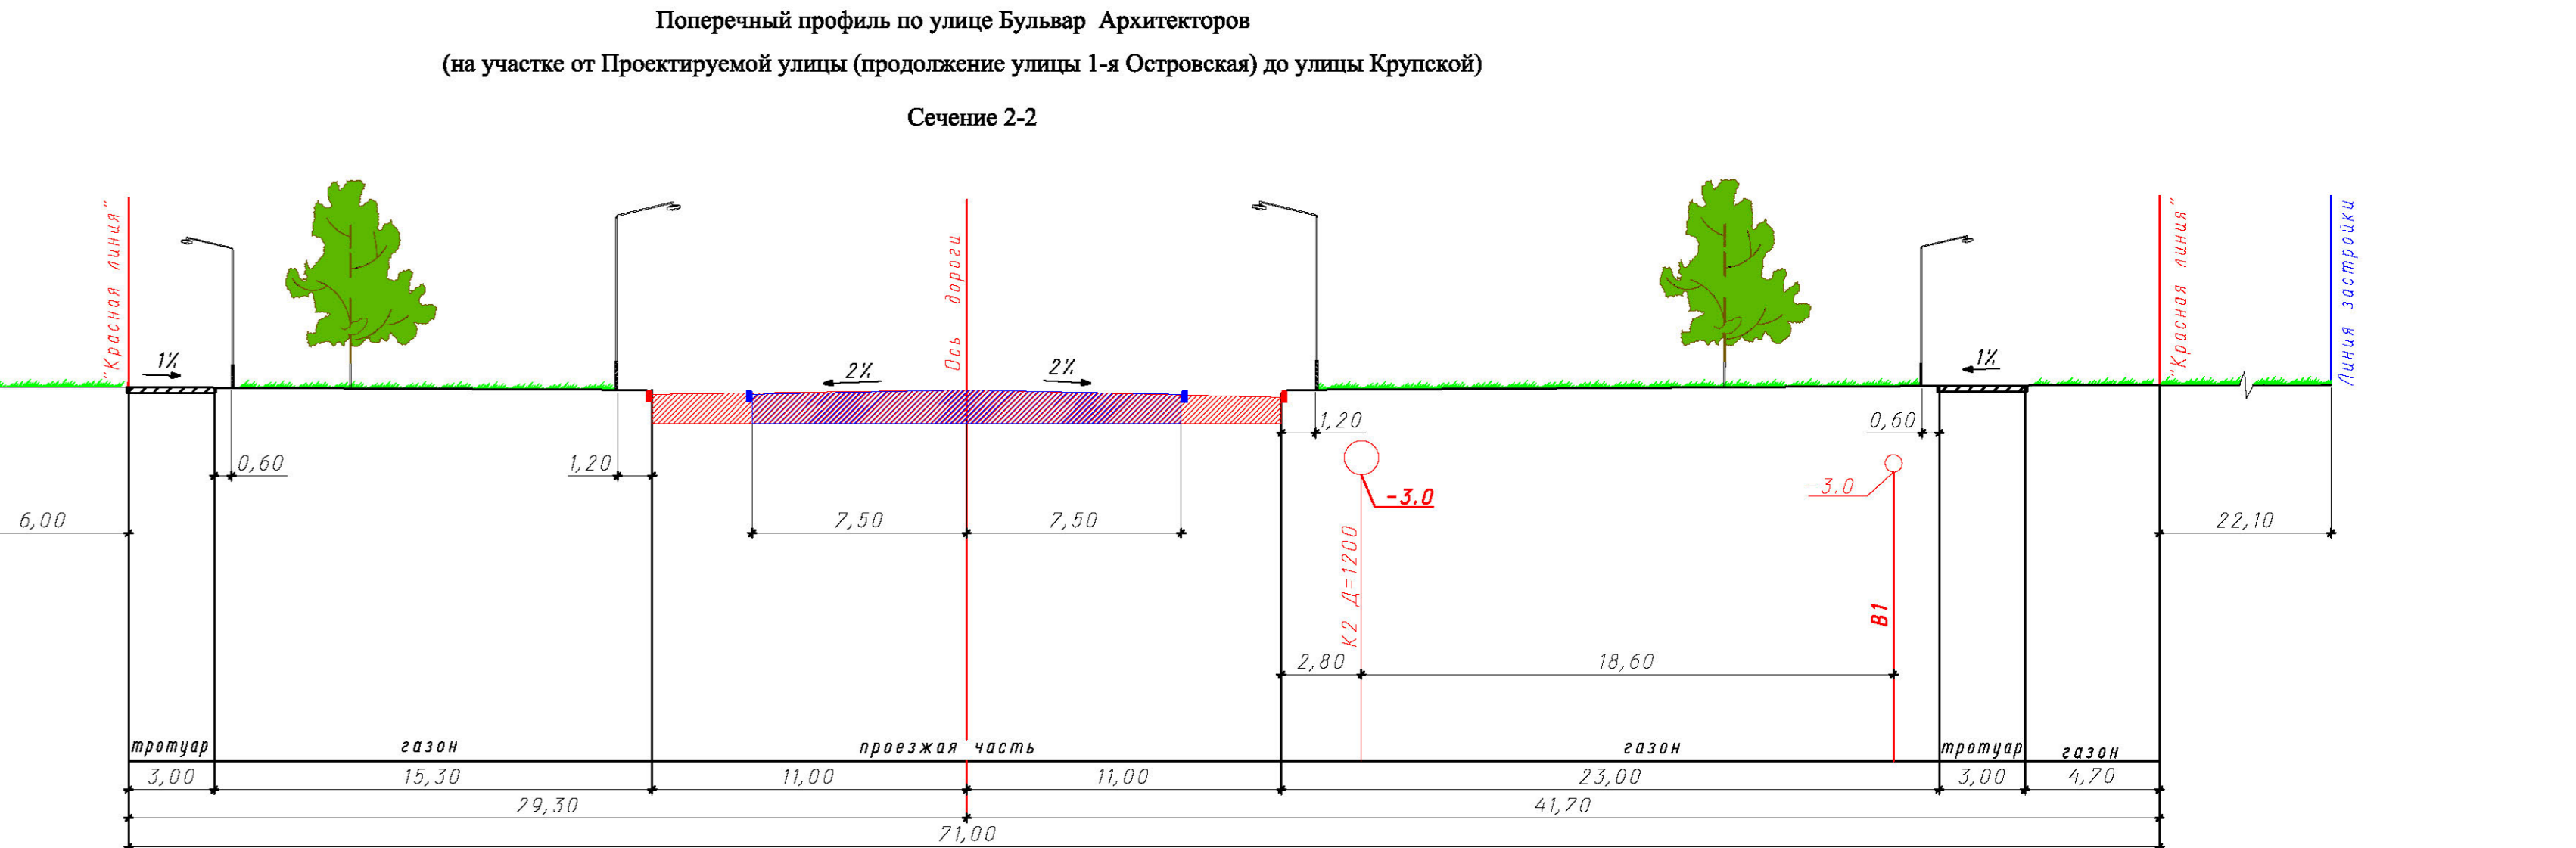 Поперечный профиль по улице Бульвар Архитекторов
(на участке от Проектируемой улицы (продолжение улицы 1-я Островская) до улицы Крупской)
Сечение 2-2
"Красная линия"
Ось дороги
"Красная линия"
Линия застройки
1%
2%
2%
1%
0,60
1,20
1,20
0,60
-3.0
-3.0
6,00
7,50
7,50
22,10
К2 Д=1200
В1
2,80
18,60
тротуар
газон
проезжая часть
газон
тротуар
газон
3,00
15,30
11,00
11,00
23,00
3,00
4,70
29,30
41,70
71,00